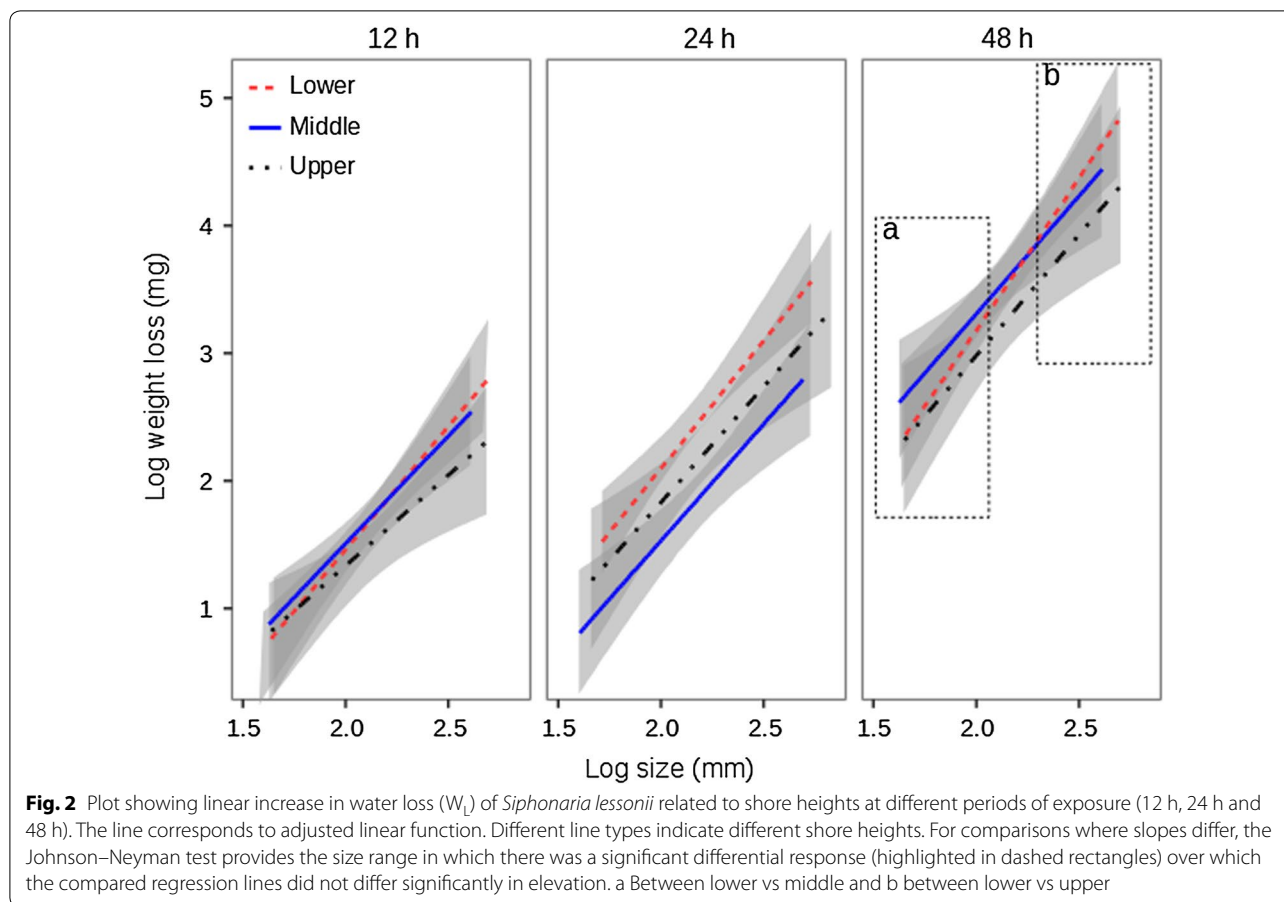 12 h 24 h 48 h
Lower
Middle
Upper
a
b
5
4
3
2
1
Log weight loss (mg)
1.5 2.0 2.5 1.5 2.0 2.5 1.5 2.0 2.5
Log size (mm)
Fig. 2 Plot showing linear increase in water loss (WL) of Siphonaria lessonii related to shore heights at different periods of exposure (12 h, 24 h and
48 h). The line corresponds to adjusted linear function. Different line types indicate different shore heights. For comparisons where slopes differ, the
Johnson–Neyman test provides the size range in which there was a significant differential response (highlighted in dashed rectangles) over which
the compared regression lines did not differ significantly in elevation. a Between lower vs middle and b between lower vs upper